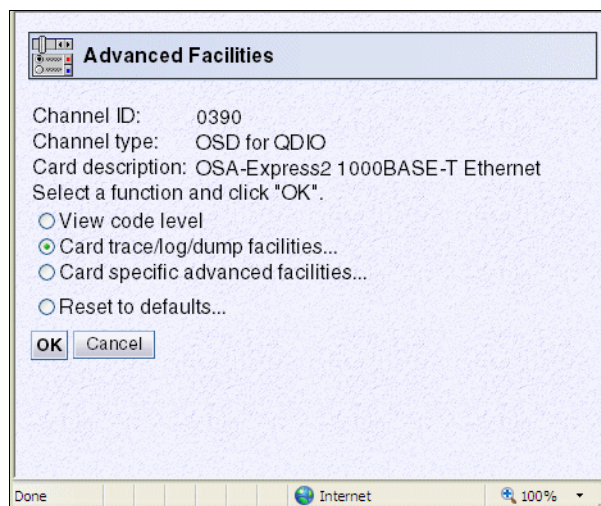 Advanced Facilities
Channel ID: 0390
Channel type: OSD for QDIO
Card description: OSA-Express2 1000BASE-T Ethernet
Select a function and click "OK".
View code level
Card trace/log/dump facilities...
Card specific advanced facilities...
Reset to defaults...
OK Cancel
Done Internet 100%